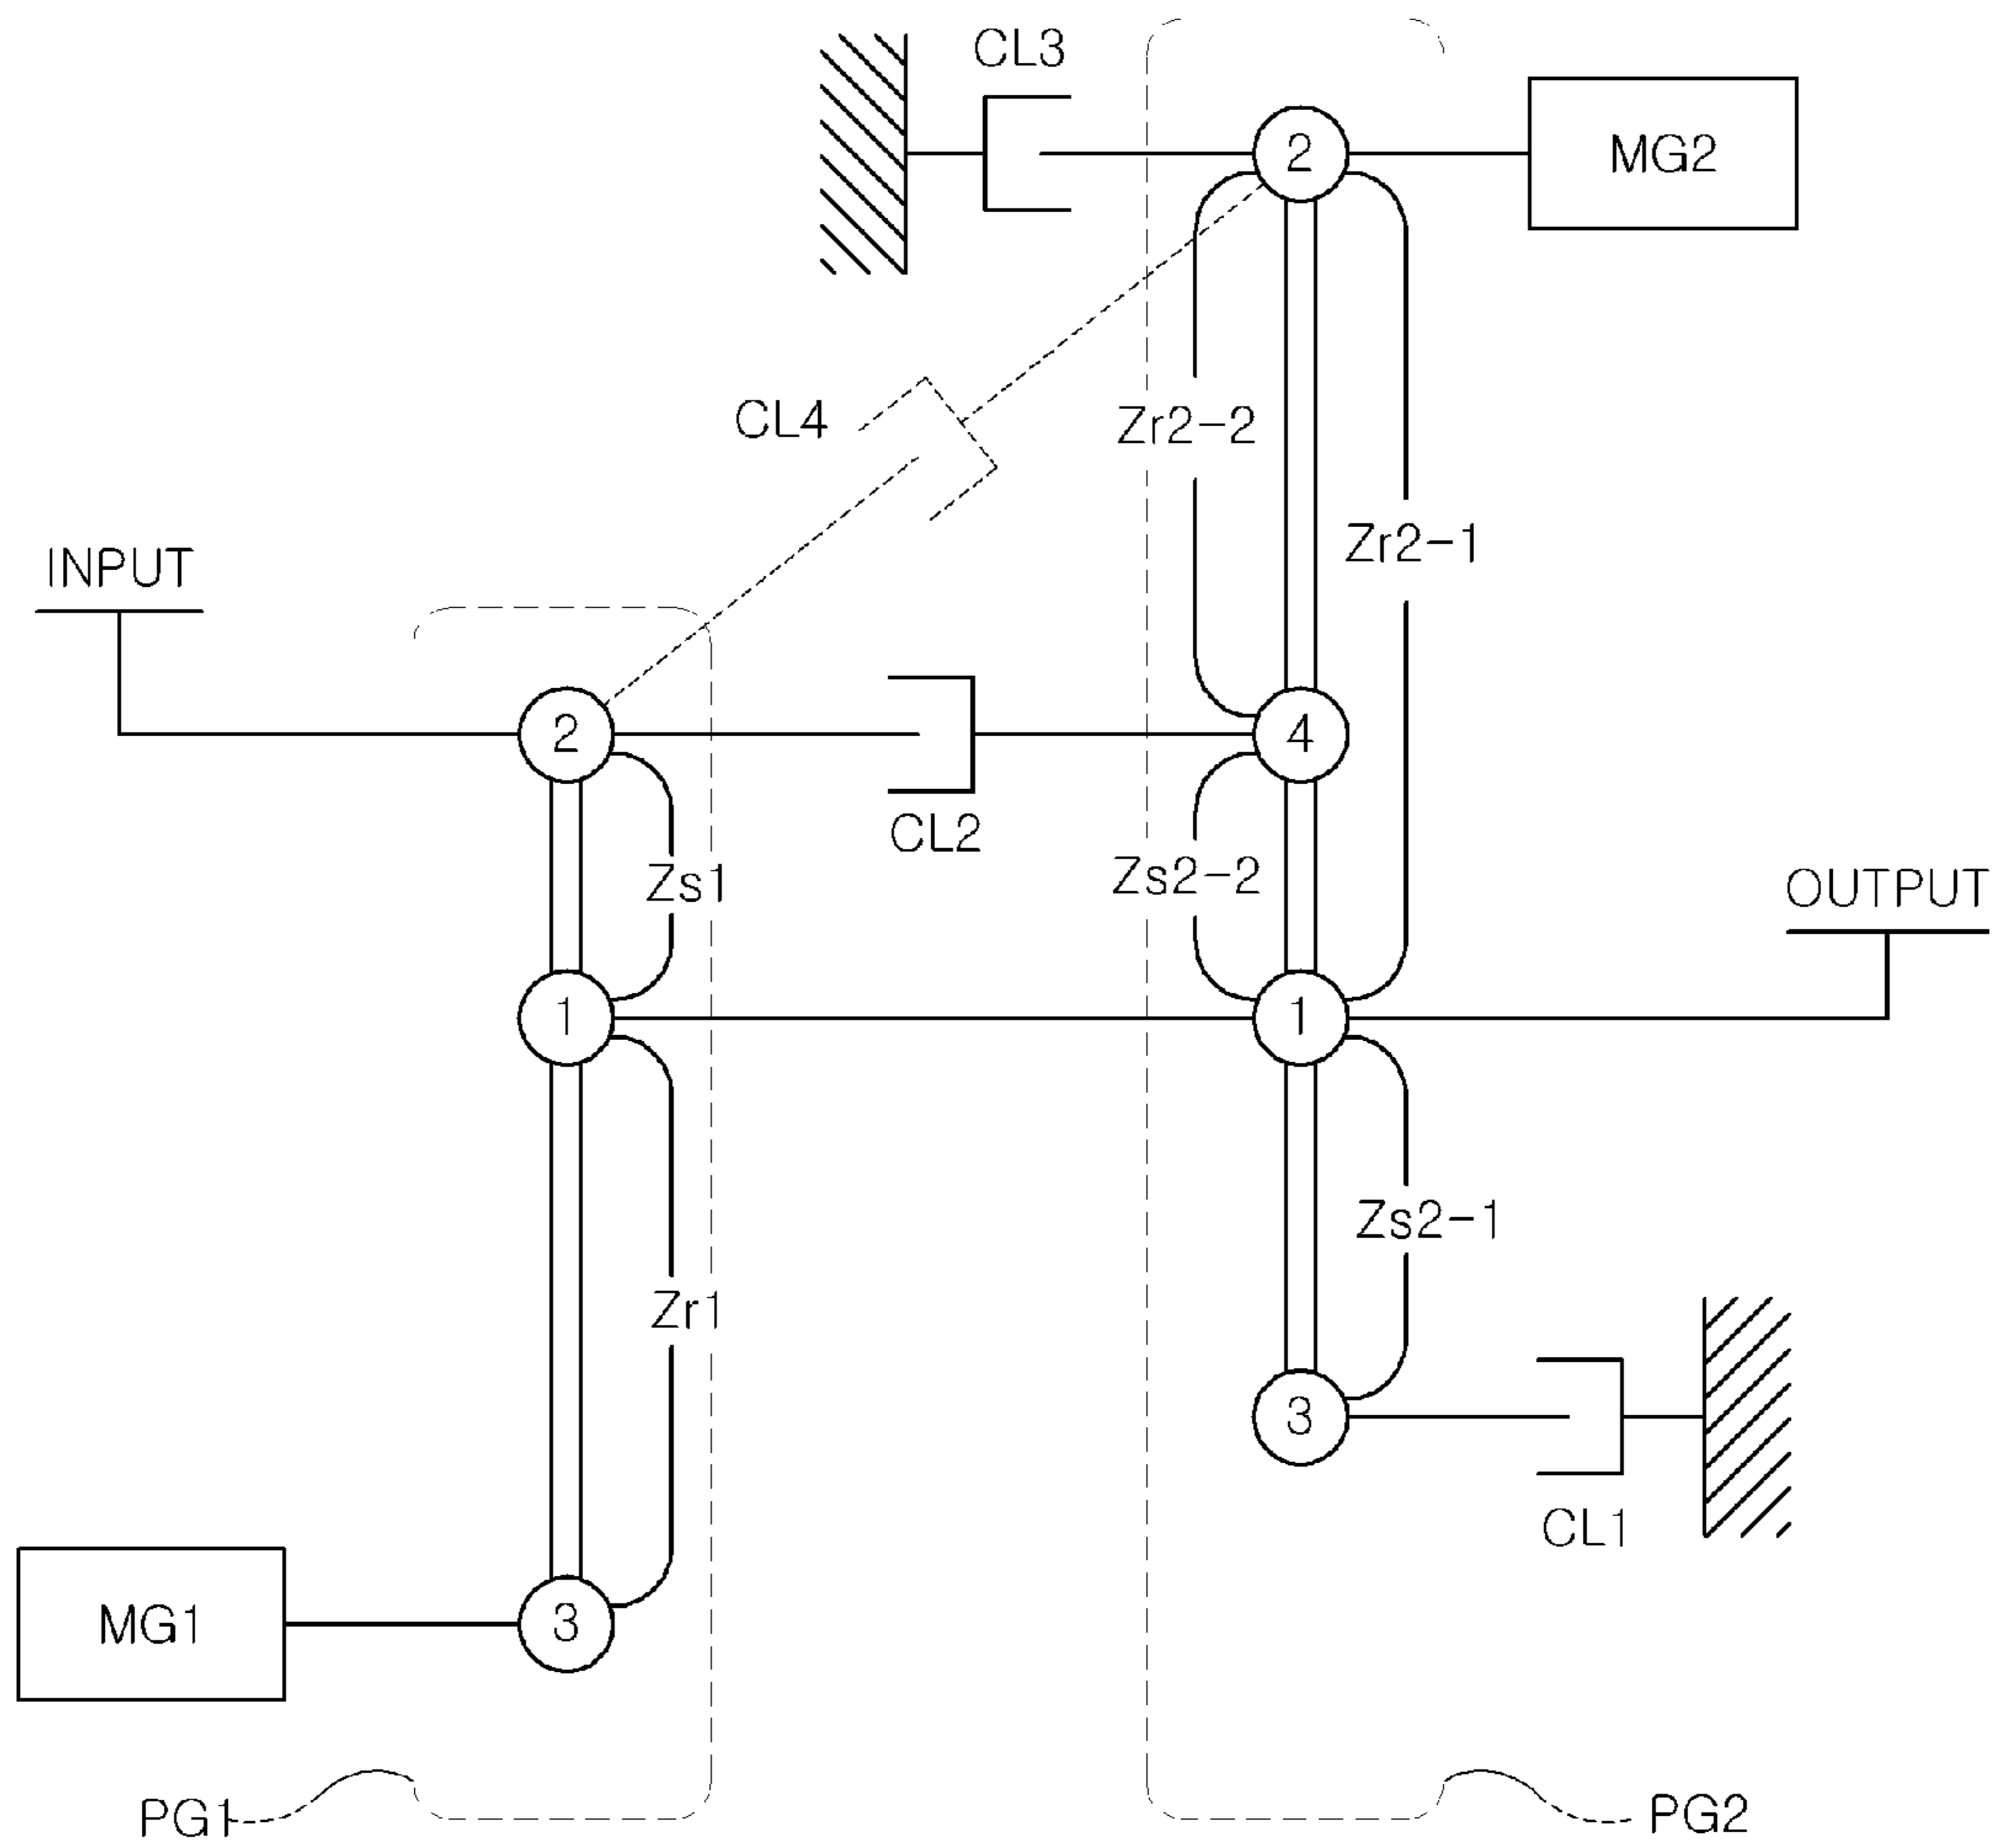 CL3
2
MG2
CL4
Zr2-2
Zr2-1
INPUT
2
4
CL2
Zs1
Zs2-2
OUTPUT
1
1
Zs2-1
Zr1
3
CL1
MG1
3
PG1
PG2